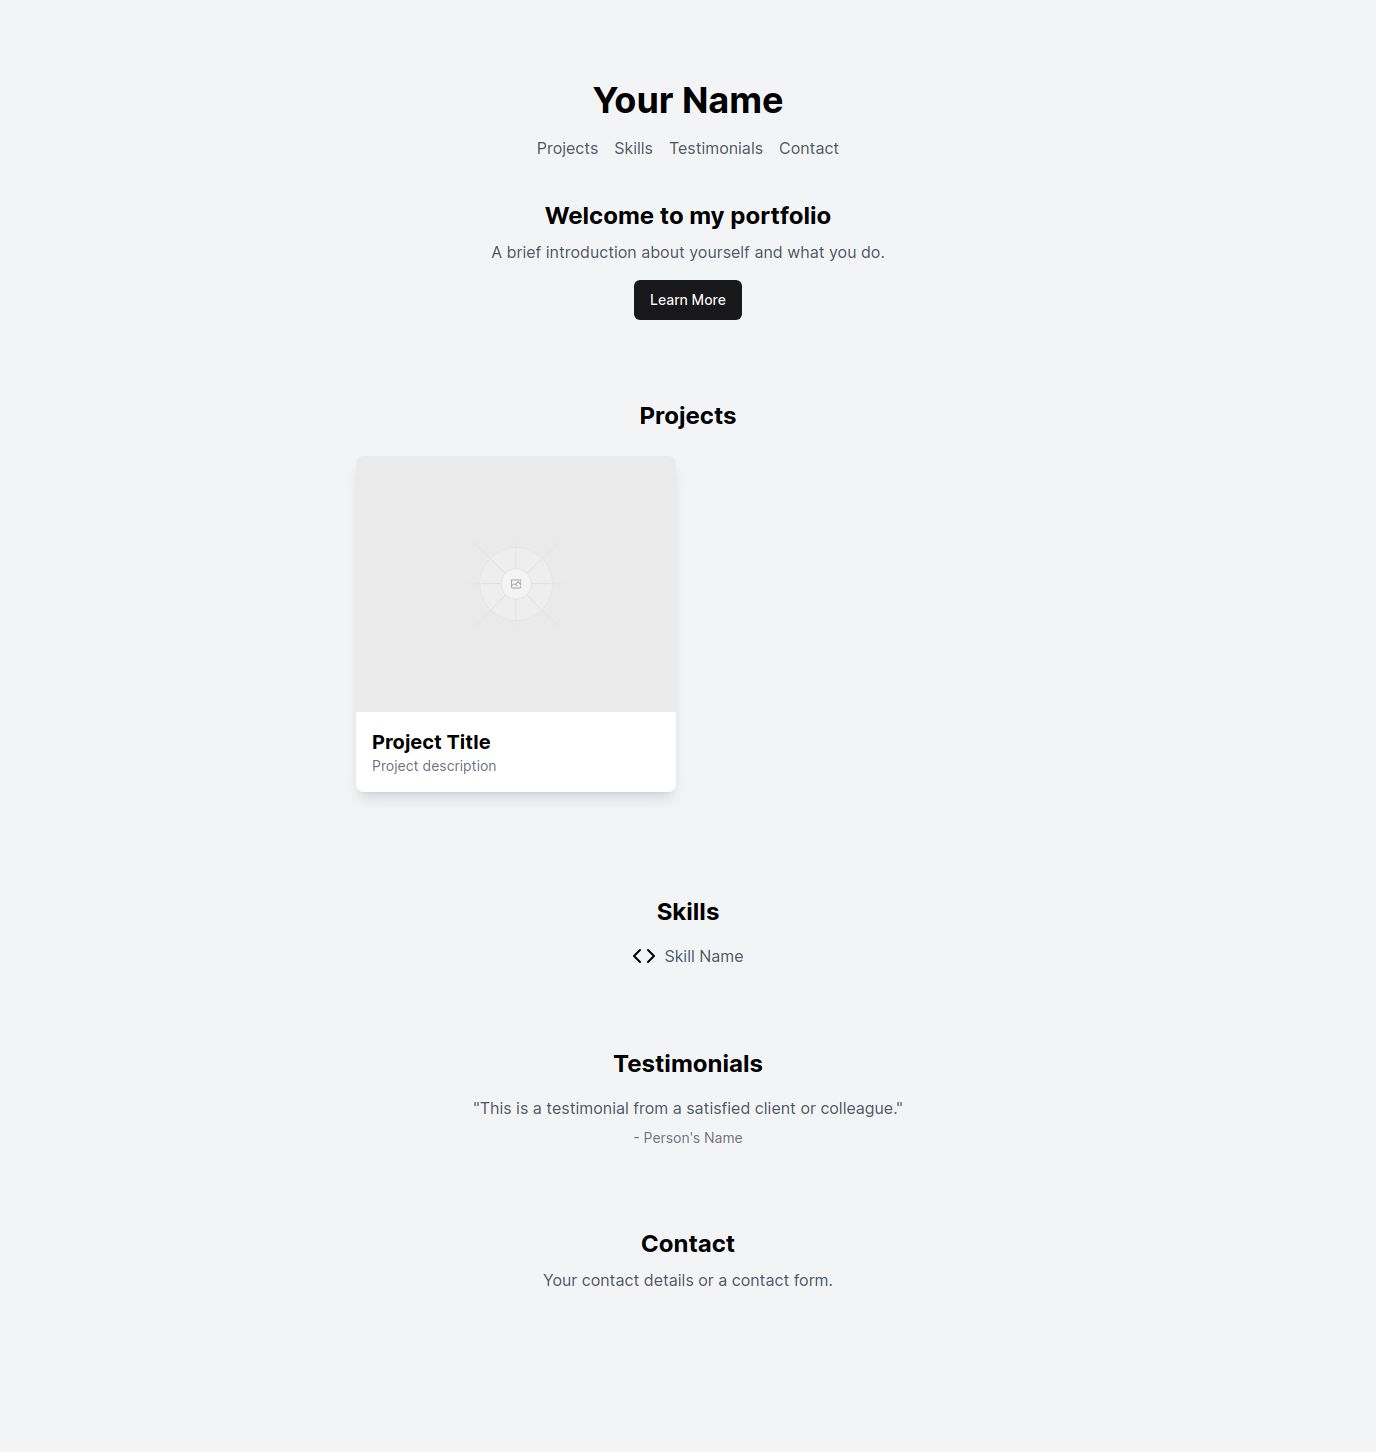 Your Name
Projects Skills Testimonials Contact
Welcome to my portfolio
A brief introduction about yourself and what you do.
Learn More
Projects
Project Title
Project description
Skills
Skill Name
Testimonials
"This is a testimonial from a satisfied client or colleague."
- Person's Name
Contact
Your contact details or a contact form.